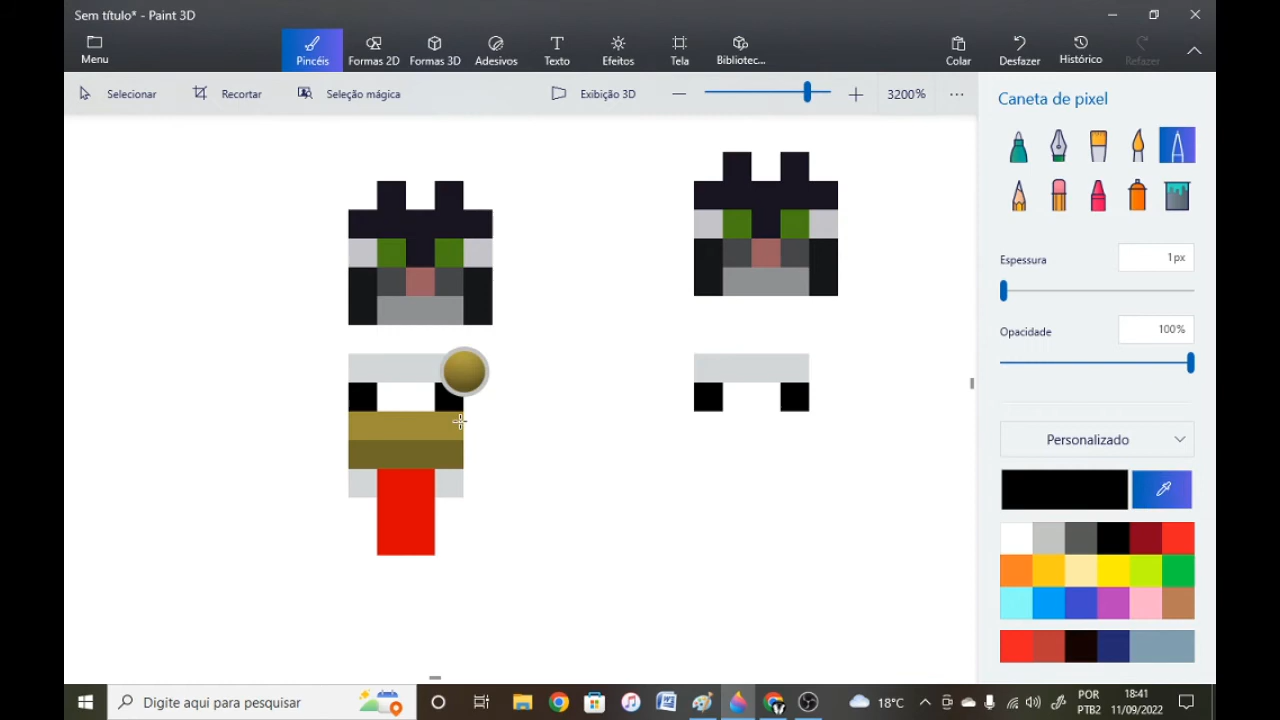 Sem título* - Paint 3D
Menu
Pincéis
Formas 2D
Formas 3D
Adesivos
Texto
Efeitos
Tela
Bibliotec...
Colar
Desfazer
Histórico
Refazer
Selecionar
Recortar
Seleção mágica
Exibição 3D
3200%
Caneta de pixel
Espessura
1px
Opacidade
100%
Personalizado
Digite aqui para pesquisar
18°C
POR
PTB2
18:41
11/09/2022